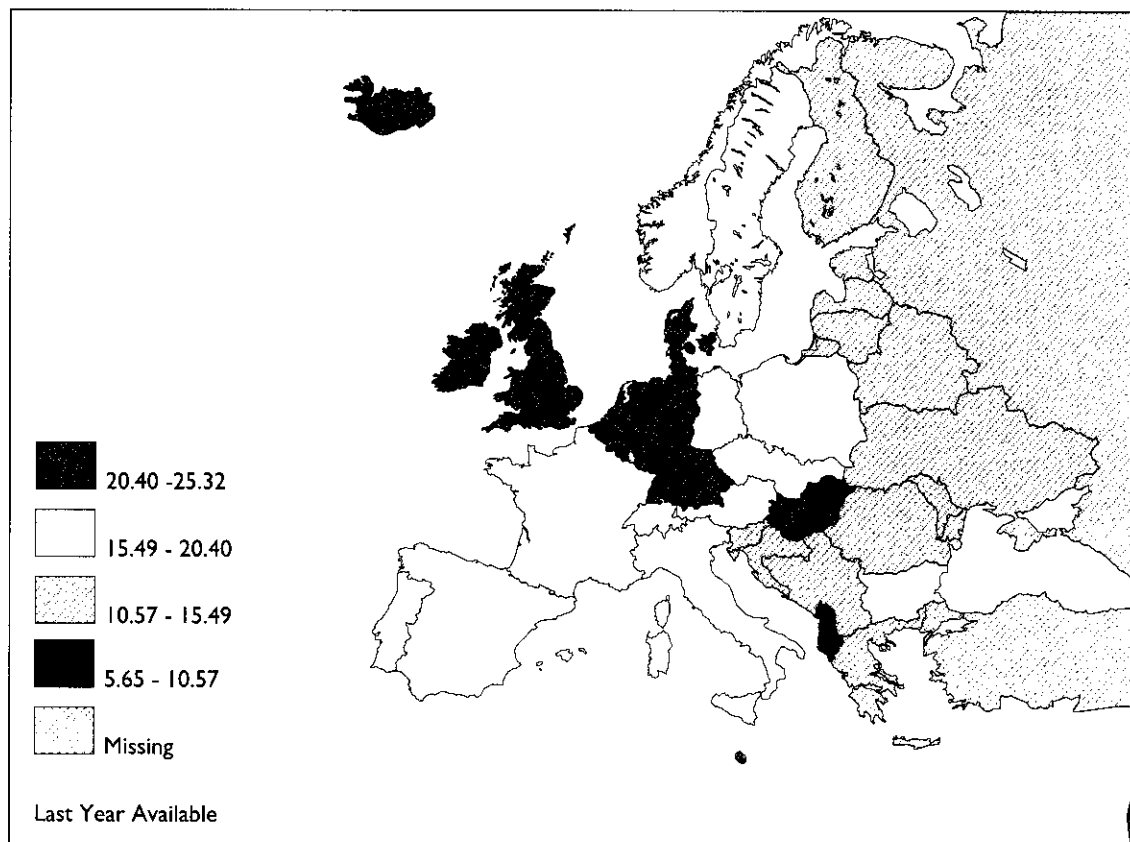 20.40 -25.32
15.49 - 20.40
10.57 - 15.49
5.65 - 10.57
Missing
Last Year Available